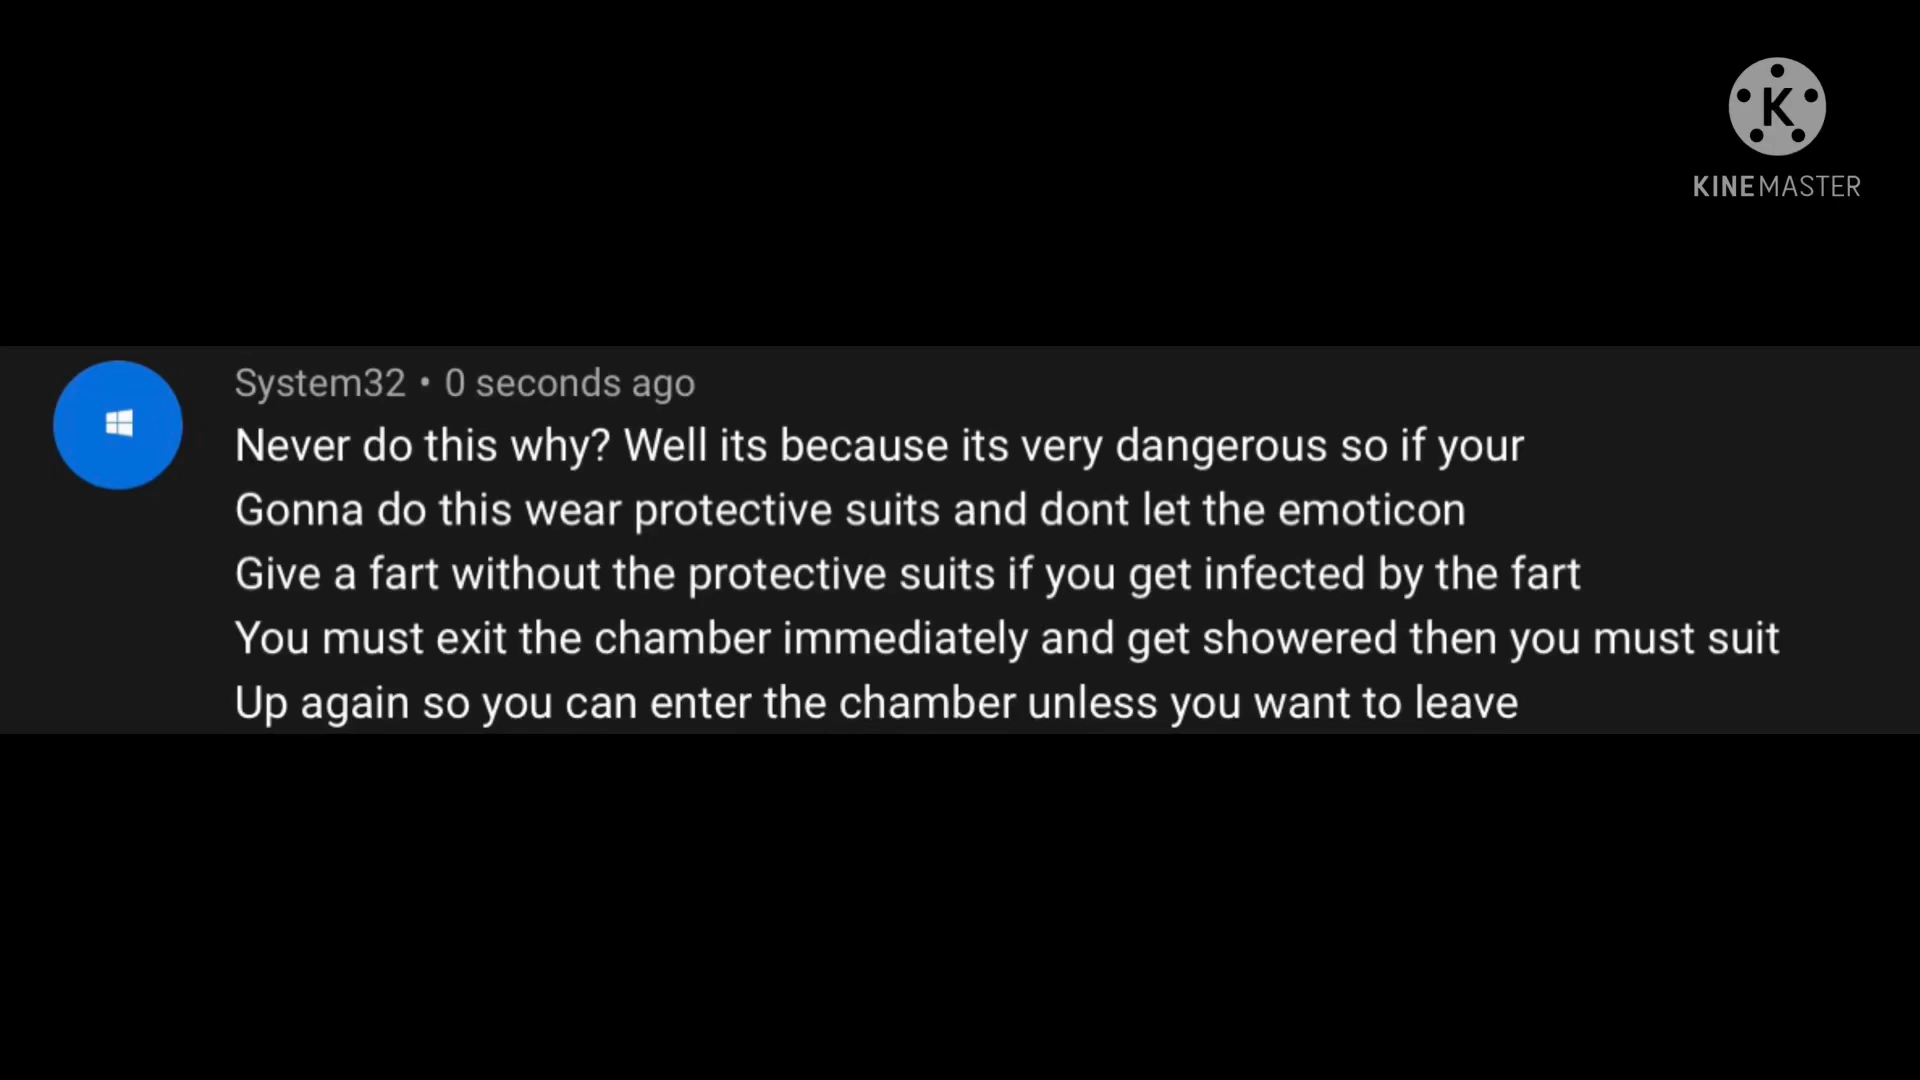 K
KINEMASTER
System32 • 0 seconds ago
Never do this why? Well its because its very dangerous so if your
Gonna do this wear protective suits and dont let the emoticon
Give a fart without the protective suits if you get infected by the fart
You must exit the chamber immediately and get showered then you must suit
Up again so you can enter the chamber unless you want to leave